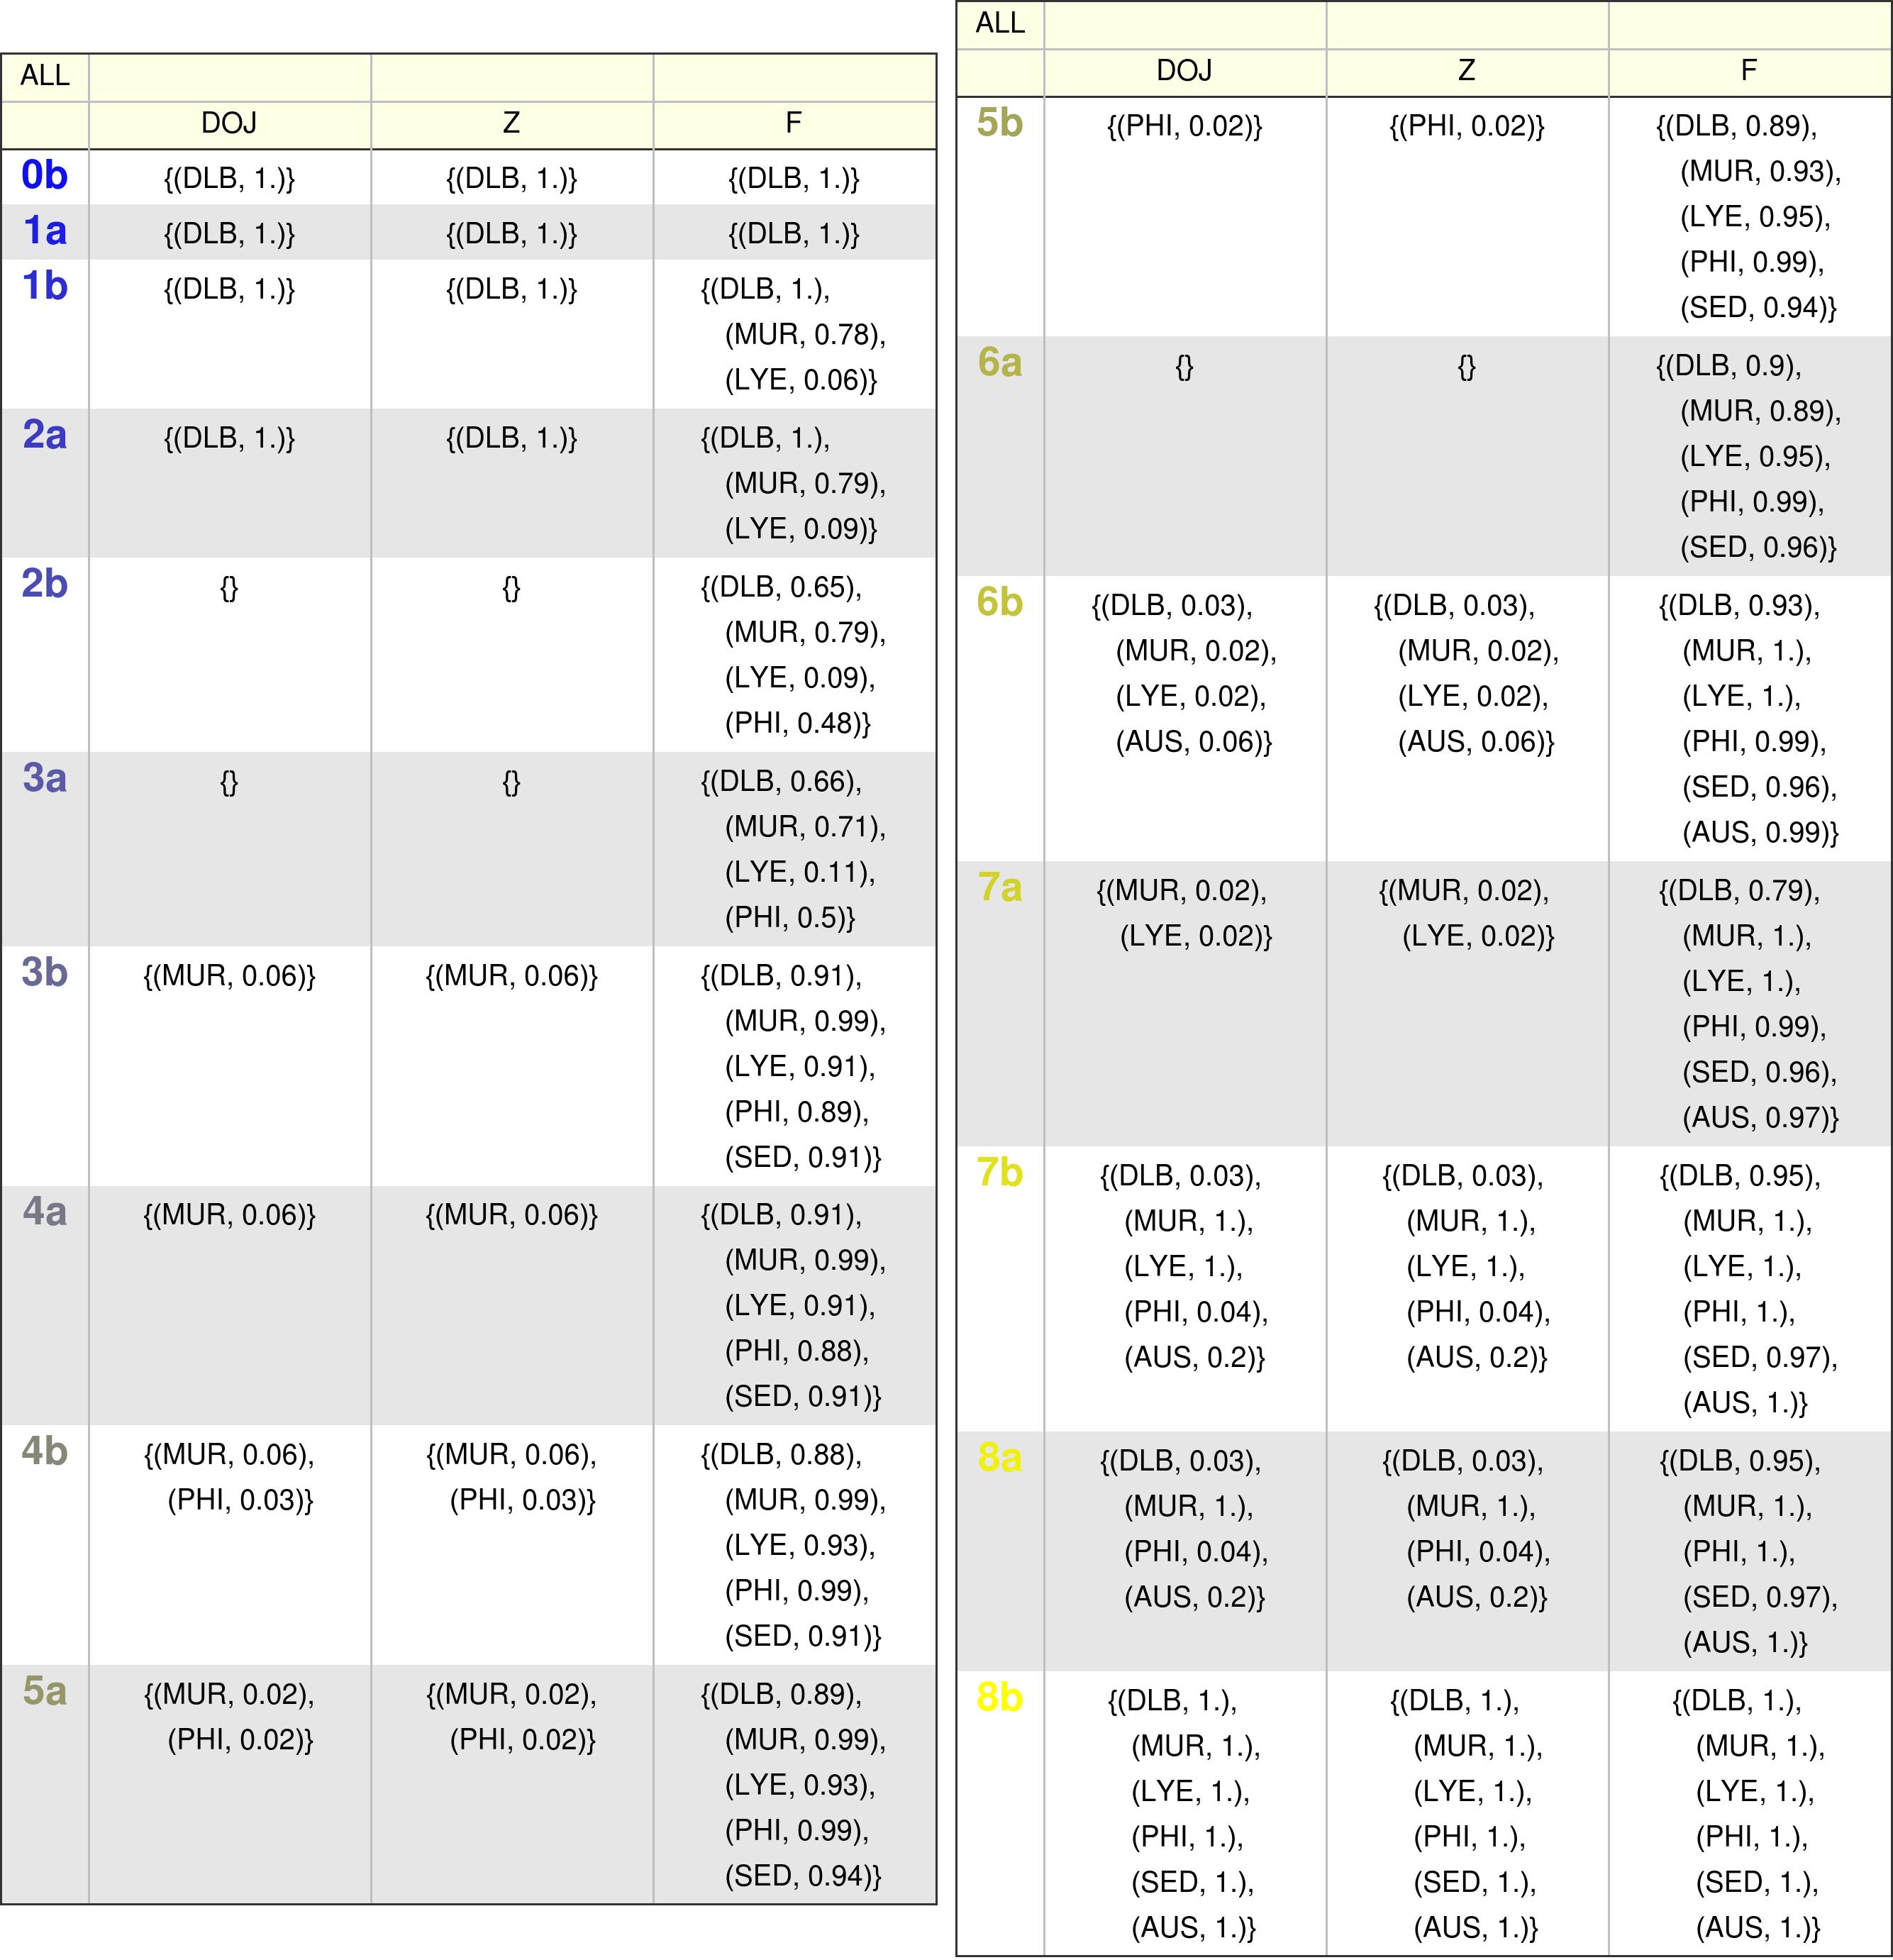 ALL
DOJ Z F
0b {(DLB, 1.)} {(DLB, 1.)} {(DLB, 1.)}
1a {(DLB, 1.)} {(DLB, 1.)} {(DLB, 1.)}
1b {(DLB, 1.)} {(DLB, 1.)} {(DLB, 1.),
(MUR, 0.78),
(LYE, 0.06)}
2a {(DLB, 1.)} {(DLB, 1.)} {(DLB, 1.),
(MUR, 0.79),
(LYE, 0.09)}
2b {} {} {(DLB, 0.65),
(MUR, 0.79),
(LYE, 0.09),
(PHI, 0.48)}
3a {} {} {(DLB, 0.66),
(MUR, 0.71),
(LYE, 0.11),
(PHI, 0.5)}
3b {(MUR, 0.06)} {(MUR, 0.06)} {(DLB, 0.91),
(MUR, 0.99),
(LYE, 0.91),
(PHI, 0.89),
(SED, 0.91)}
4a {(MUR, 0.06)} {(MUR, 0.06)} {(DLB, 0.91),
(MUR, 0.99),
(LYE, 0.91),
(PHI, 0.88),
(SED, 0.91)}
4b {(MUR, 0.06), {(MUR, 0.06), {(DLB, 0.88),
(PHI, 0.03)} (PHI, 0.03)} (MUR, 0.99),
(LYE, 0.93),
(PHI, 0.99),
(SED, 0.91)}
5a {(MUR, 0.02), {(MUR, 0.02), {(DLB, 0.89),
(PHI, 0.02)} (PHI, 0.02)} (MUR, 0.99),
(LYE, 0.93),
(PHI, 0.99),
(SED, 0.94)}
ALL
DOJ Z F
5b {(PHI, 0.02)} {(PHI, 0.02)} {(DLB, 0.89),
(MUR, 0.93),
(LYE, 0.95),
(PHI, 0.99),
(SED, 0.94)}
6a {} {} {(DLB, 0.9),
(MUR, 0.89),
(LYE, 0.95),
(PHI, 0.99),
(SED, 0.96)}
6b {(DLB, 0.03), {(DLB, 0.03), {(DLB, 0.93),
(MUR, 0.02), (MUR, 0.02), (MUR, 1.),
(LYE, 0.02), (LYE, 0.02), (LYE, 1.),
(AUS, 0.06)} (AUS, 0.06)} (PHI, 0.99),
(SED, 0.96),
(AUS, 0.99)}
7a {(MUR, 0.02), {(MUR, 0.02), {(DLB, 0.79),
(LYE, 0.02)} (LYE, 0.02)} (MUR, 1.),
(LYE, 1.),
(PHI, 0.99),
(SED, 0.96),
(AUS, 0.97)}
7b {(DLB, 0.03), {(DLB, 0.03), {(DLB, 0.95),
(MUR, 1.), (MUR, 1.), (MUR, 1.),
(LYE, 1.), (LYE, 1.), (LYE, 1.),
(PHI, 0.04), (PHI, 0.04), (PHI, 1.),
(AUS, 0.2)} (AUS, 0.2)} (SED, 0.97),
(AUS, 1.)}
8a {(DLB, 0.03), {(DLB, 0.03), {(DLB, 0.95),
(MUR, 1.), (MUR, 1.), (MUR, 1.),
(PHI, 0.04), (PHI, 0.04), (PHI, 1.),
(AUS, 0.2)} (AUS, 0.2)} (SED, 0.97),
(AUS, 1.)}
8b {(DLB, 1.), {(DLB, 1.), {(DLB, 1.),
(MUR, 1.), (MUR, 1.), (MUR, 1.),
(LYE, 1.), (LYE, 1.), (LYE, 1.),
(PHI, 1.), (PHI, 1.), (PHI, 1.),
(SED, 1.), (SED, 1.), (SED, 1.),
(AUS, 1.)} (AUS, 1.)} (AUS, 1.)}